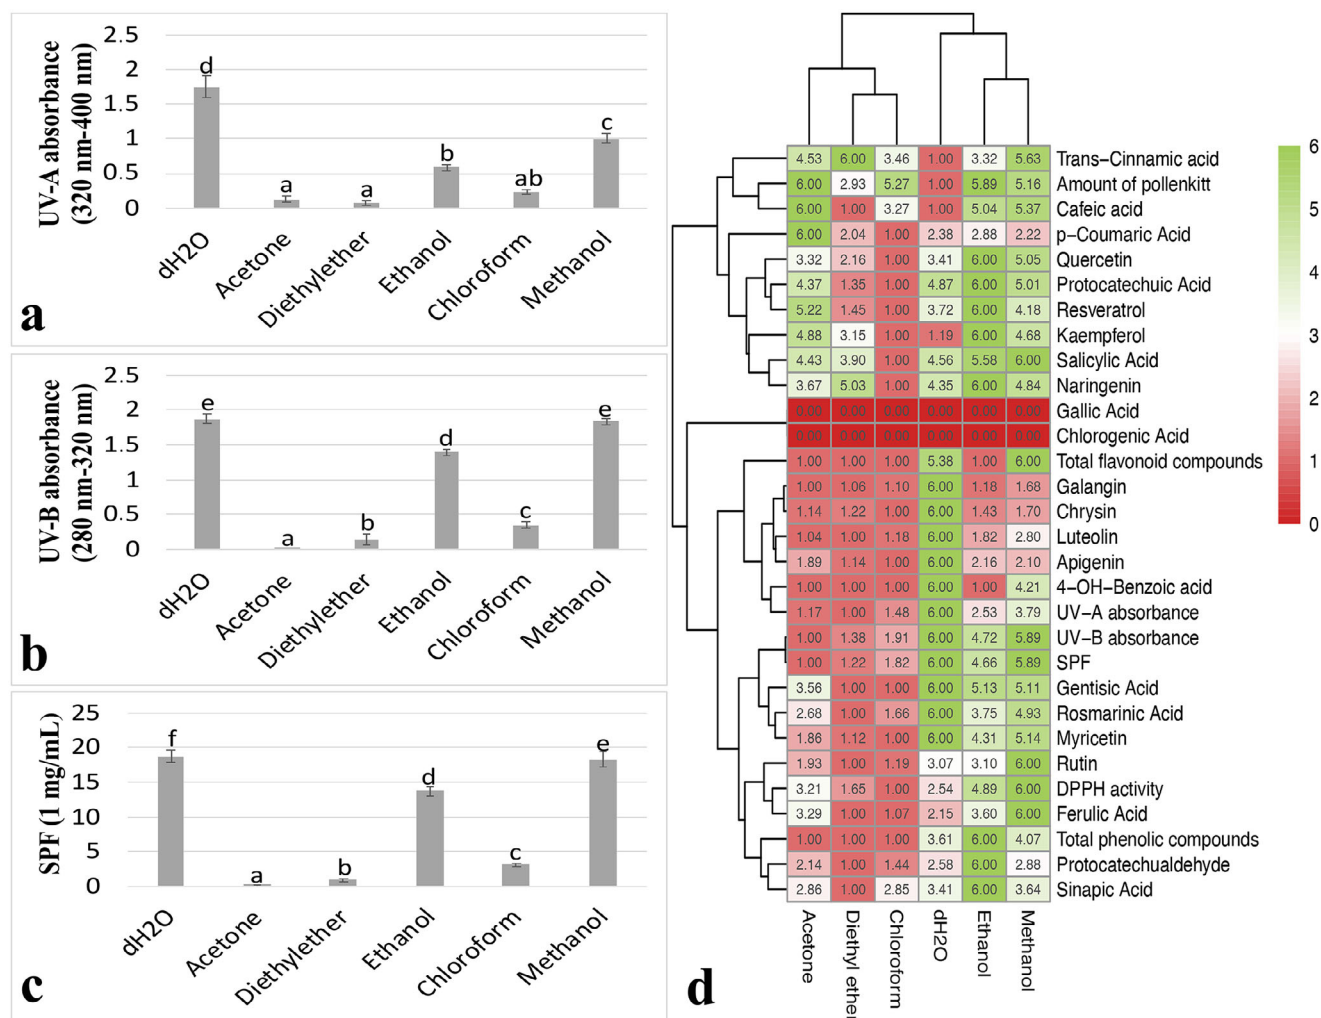 UV-A absorbance
(320 nm-400 nm)
2.5
2
1.5
1
0.5
0
d
a
a
b
ab
c
dH2O
Acetone
Diethylether
Ethanol
Chloroform
Methanol
a
UV-B absorbance
(280 nm-320 nm)
2.5
2
1.5
1
0.5
0
e
a
b
d
c
e
dH2O
Acetone
Diethylether
Ethanol
Chloroform
Methanol
b
SPF (1 mg/mL)
25
20
15
10
5
0
f
a
b
d
c
e
dH2O
Acetone
Diethylether
Ethanol
Chloroform
Methanol
c
4.53 6.00 3.46 1.00 3.32 5.63 Trans-Cinnamic acid
6.00 2.93 5.27 1.00 5.89 5.16 Amount of pollenkitt
6.00 1.00 3.27 1.00 5.04 5.37 Cafeic acid
6.00 2.04 1.00 2.38 2.88 2.22 p-Coumaric Acid
3.32 2.16 1.00 3.41 6.00 5.05 Quercetin
4.37 1.35 1.00 4.87 6.00 5.01 Protocatechuic Acid
5.22 1.45 1.00 3.72 6.00 4.18 Resveratrol
4.88 3.15 1.00 1.19 6.00 4.68 Kaempferol
4.43 3.90 1.00 4.56 5.58 6.00 Salicylic Acid
3.67 5.03 1.00 4.35 6.00 4.84 Naringenin
0.00 0.00 0.00 0.00 0.00 0.00 Gallic Acid
0.00 0.00 0.00 0.00 0.00 0.00 Chlorogenic Acid
1.00 1.00 1.00 5.38 1.00 6.00 Total flavonoid compounds
1.00 1.06 1.10 6.00 1.18 1.68 Galangin
1.14 1.22 1.00 6.00 1.43 1.70 Chrysin
1.04 1.00 1.18 6.00 1.82 2.80 Luteolin
1.89 1.14 1.00 6.00 2.16 2.10 Apigenin
1.00 1.00 1.00 6.00 1.00 4.21 4-OH-Benzoic acid
1.17 1.00 1.48 6.00 2.53 3.79 UV-A absorbance
1.00 1.38 1.91 6.00 4.72 5.89 UV-B absorbance
1.00 1.22 1.82 6.00 4.66 5.89 SPF
3.56 1.00 1.00 6.00 5.13 5.11 Gentisic Acid
2.68 1.00 1.66 6.00 3.75 4.93 Rosmarinic Acid
1.86 1.12 1.00 6.00 4.31 5.14 Myricetin
1.93 1.00 1.19 3.07 3.10 6.00 Rutin
3.21 1.65 1.00 2.54 4.89 6.00 DPPH activity
3.29 1.00 1.07 2.15 3.60 6.00 Ferulic Acid
1.00 1.00 1.00 3.61 6.00 4.07 Total phenolic compounds
2.14 1.00 1.44 2.58 6.00 2.88 Protocatechualdehyde
2.86 1.00 2.85 3.41 6.00 3.64 Sinapic Acid
Acetone
Diethyl ether
Chloroform
dH2O
Ethanol
Methanol
6
5
4
3
2
1
0
d